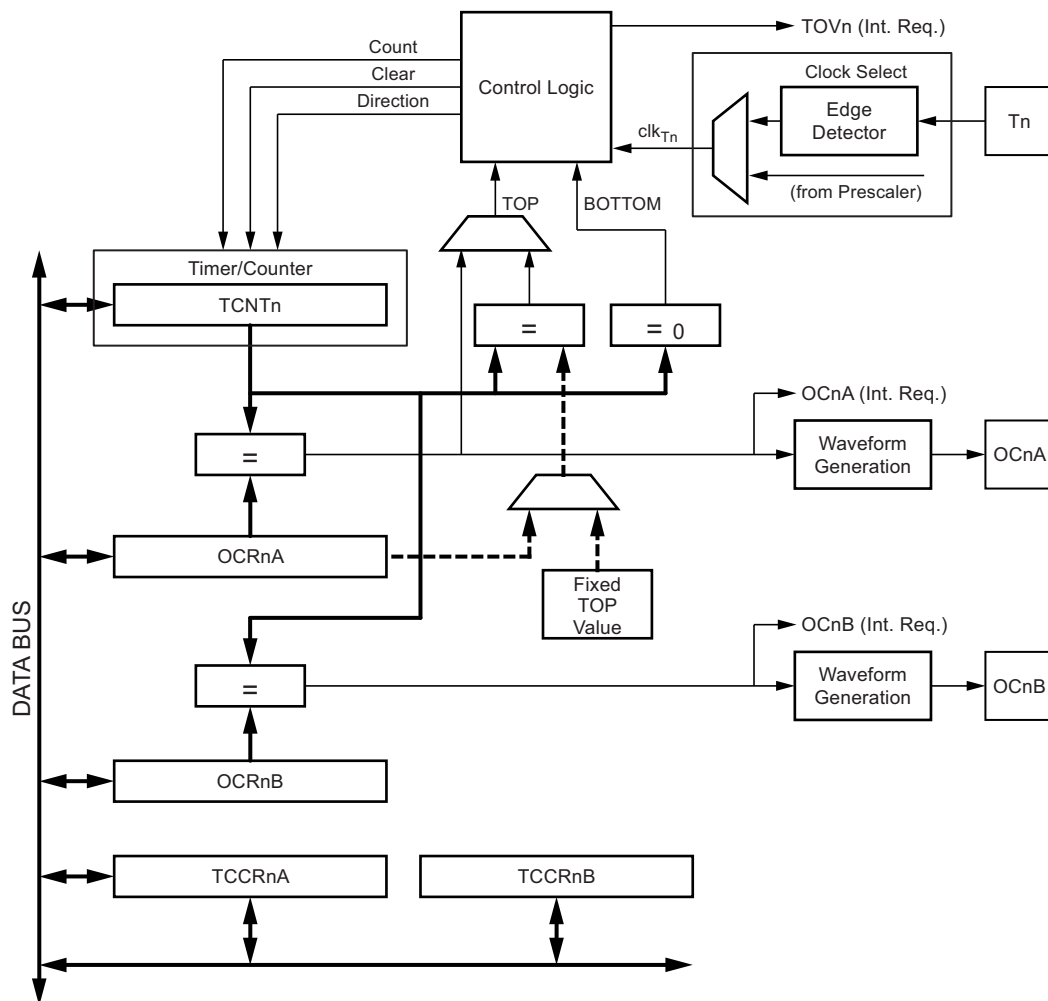 TOVn (Int. Req.)
Count
Clear
Direction
Control Logic
Clock Select
Edge
Detector
Tn
clkTn
(from Prescaler)
TOP
BOTTOM
Timer/Counter
TCNTn
=
= 0
OCnA (Int. Req.)
=
Waveform
Generation
OCnA
OCRnA
Fixed
TOP
Value
OCnB (Int. Req.)
=
Waveform
Generation
OCnB
DATA BUS
OCRnB
TCCRnA
TCCRnB